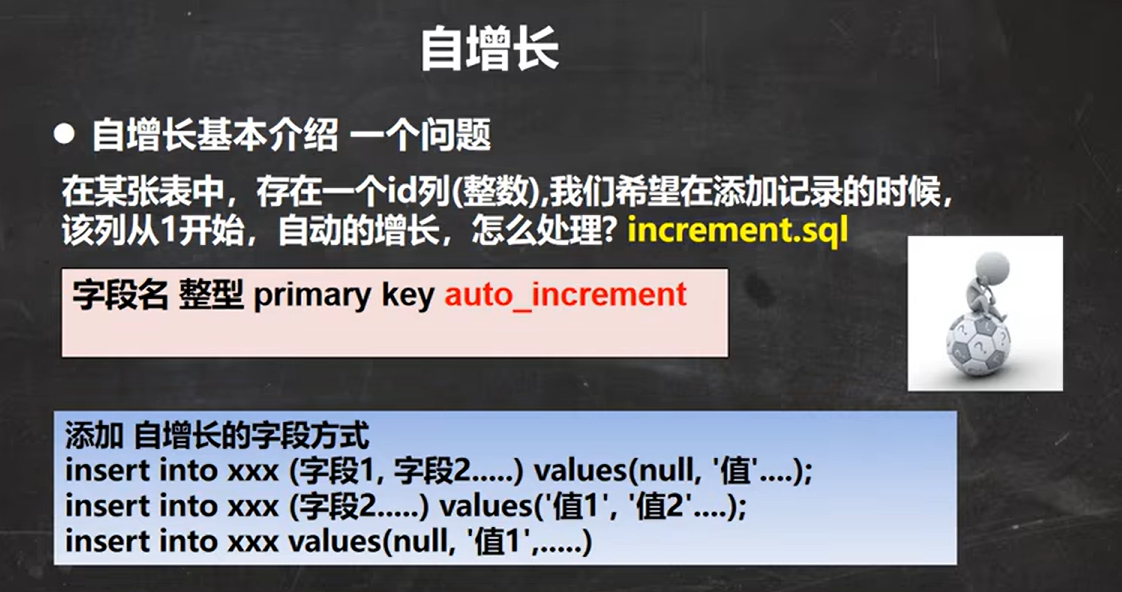 自增长
● 自增长基本介绍 一个问题
在某张表中，存在一个id列(整数),我们希望在添加记录的时候，
该列从1开始，自动的增长，怎么处理? increment.sql
字段名 整型 primary key auto_increment
添加 自增长的字段方式
insert into xxx (字段1, 字段2.....) values(null, '值'....);
insert into xxx (字段2.....) values('值1', '值2'....);
insert into xxx values(null, '值1',.....)